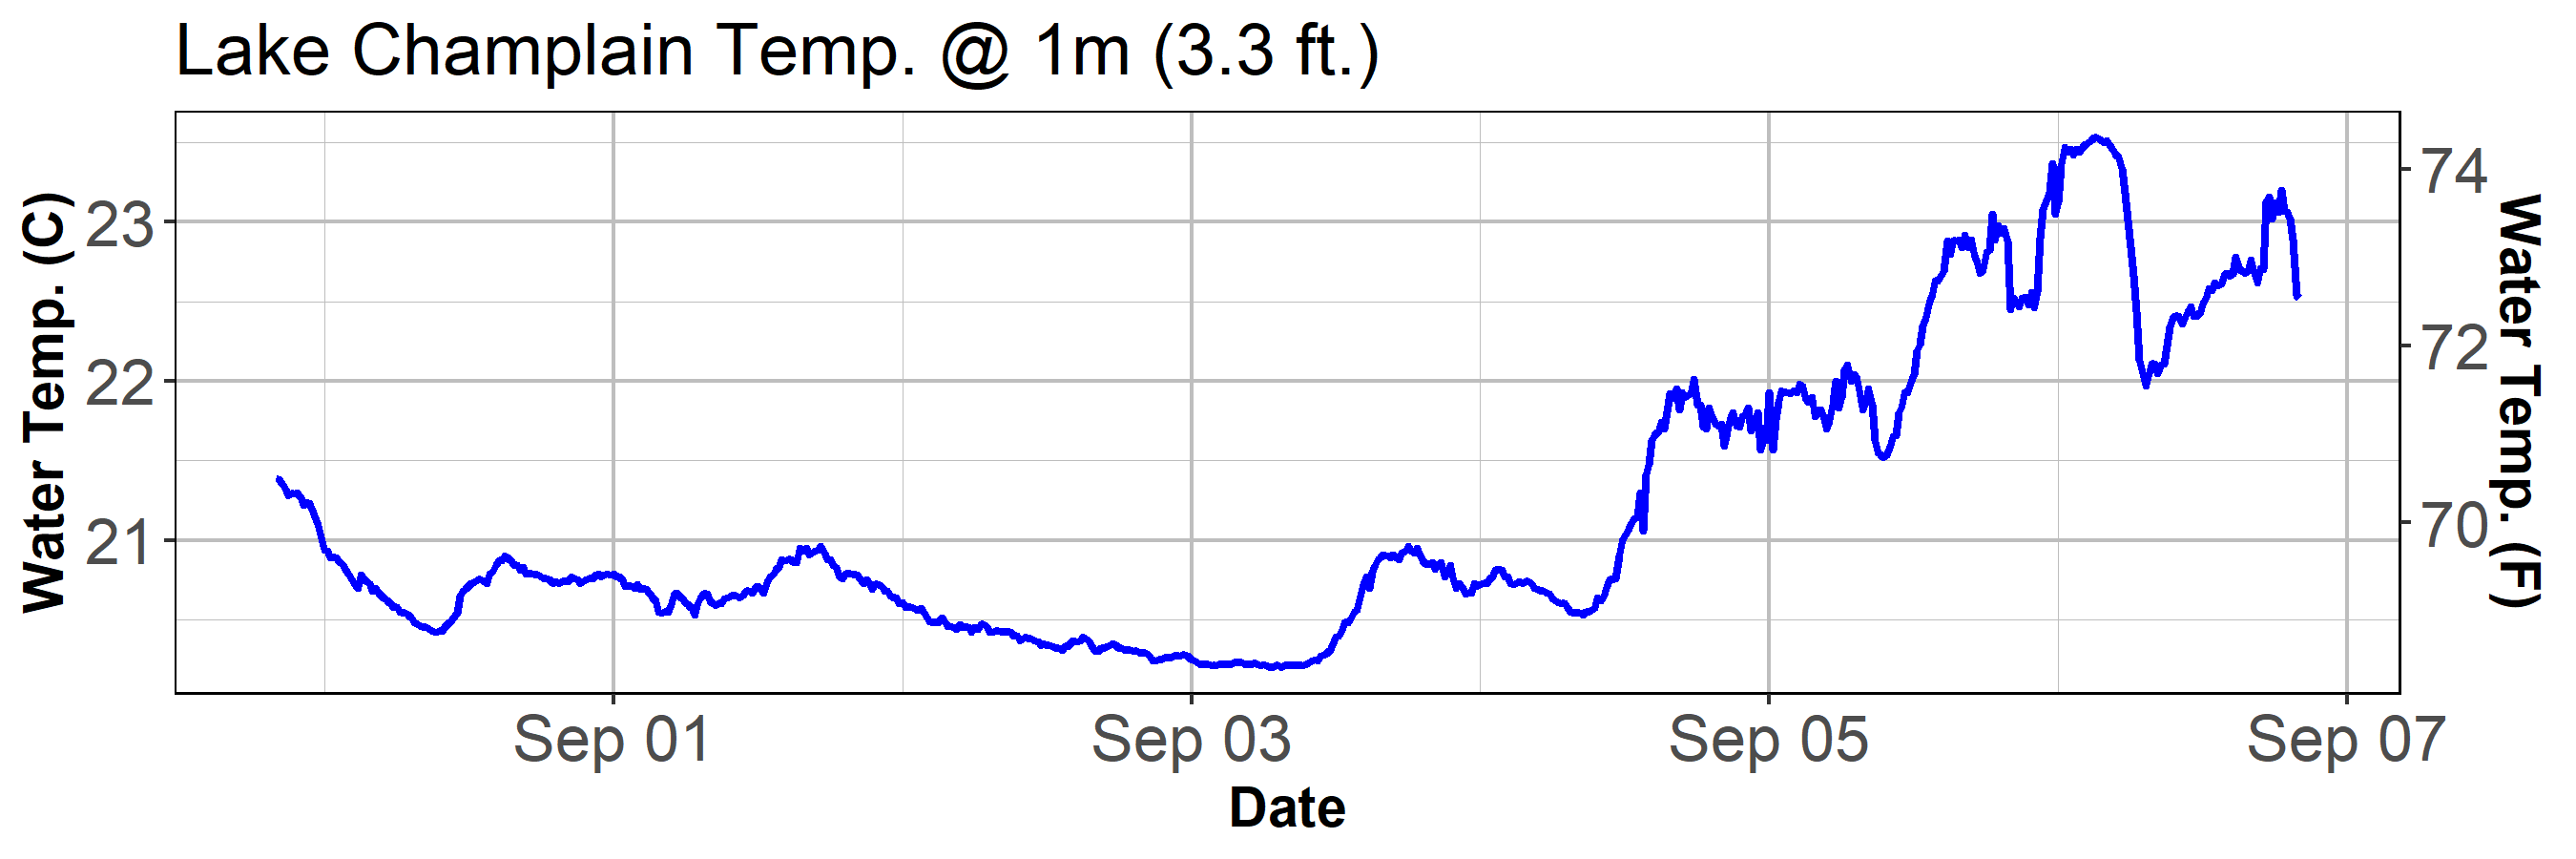 Lake Champlain Temp. @ 1m (3.3 ft.)
Water Temp. (C)
23
22
21
74
72
70
Water Temp. (F)
Sep 01 Sep 03 Sep 05 Sep 07
Date